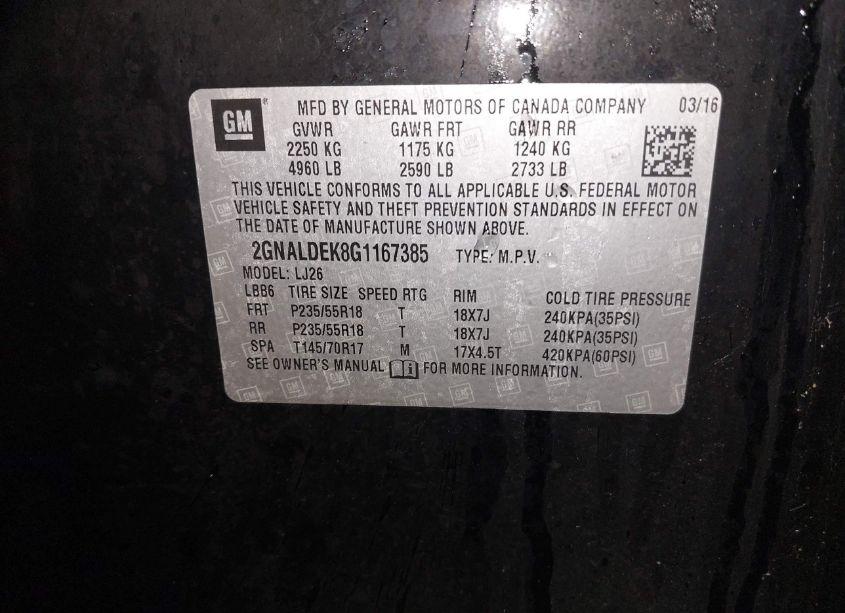 GM MFD BY GENERAL MOTORS OF CANADA COMPANY 03/16
GVWR GAWR FRT GAWR RR
2250 KG 1175 KG 1240 KG
4960 LB 2590 LB 2733 LB
THIS VEHICLE CONFORMS TO ALL APPLICABLE U.S. FEDERAL MOTOR
VEHICLE SAFETY AND THEFT PREVENTION STANDARDS IN EFFECT ON
THE DATE OF MANUFACTURE SHOWN ABOVE.
2GNALDEK8G1167385 TYPE: M.P.V.
MODEL: LJ26
LBB6 TIRE SIZE SPEED RTG RIM COLD TIRE PRESSURE
FRT P235/55R18 T 18X7J 240KPA(35PSI)
RR P235/55R18 T 18X7J 240KPA(35PSI)
SPA T145/70R17 M 17X4.5T 420KPA(60PSI)
SEE OWNER'S MANUAL FOR MORE INFORMATION.